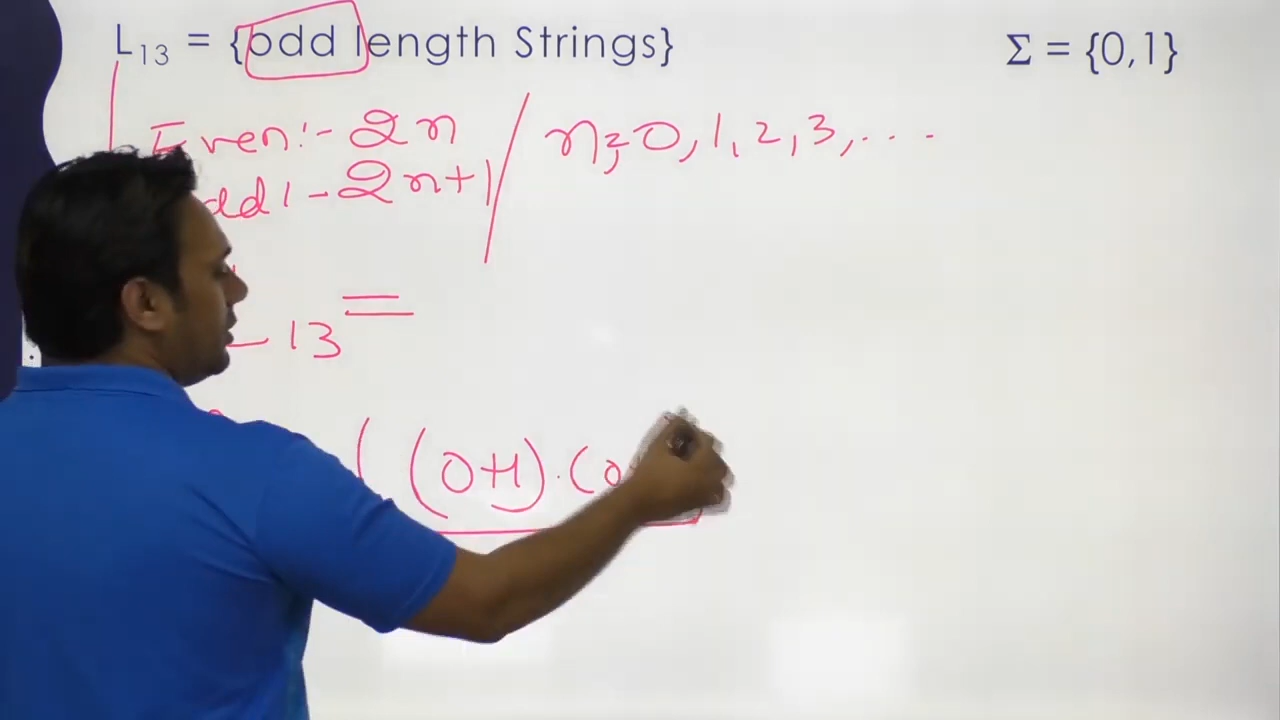 L₁₃ = {odd length Strings} Σ = {0,1}
Even:- 2n / n=0,1,2,3,...
dd:- 2n+1
- 13 =
( (0+1).(0